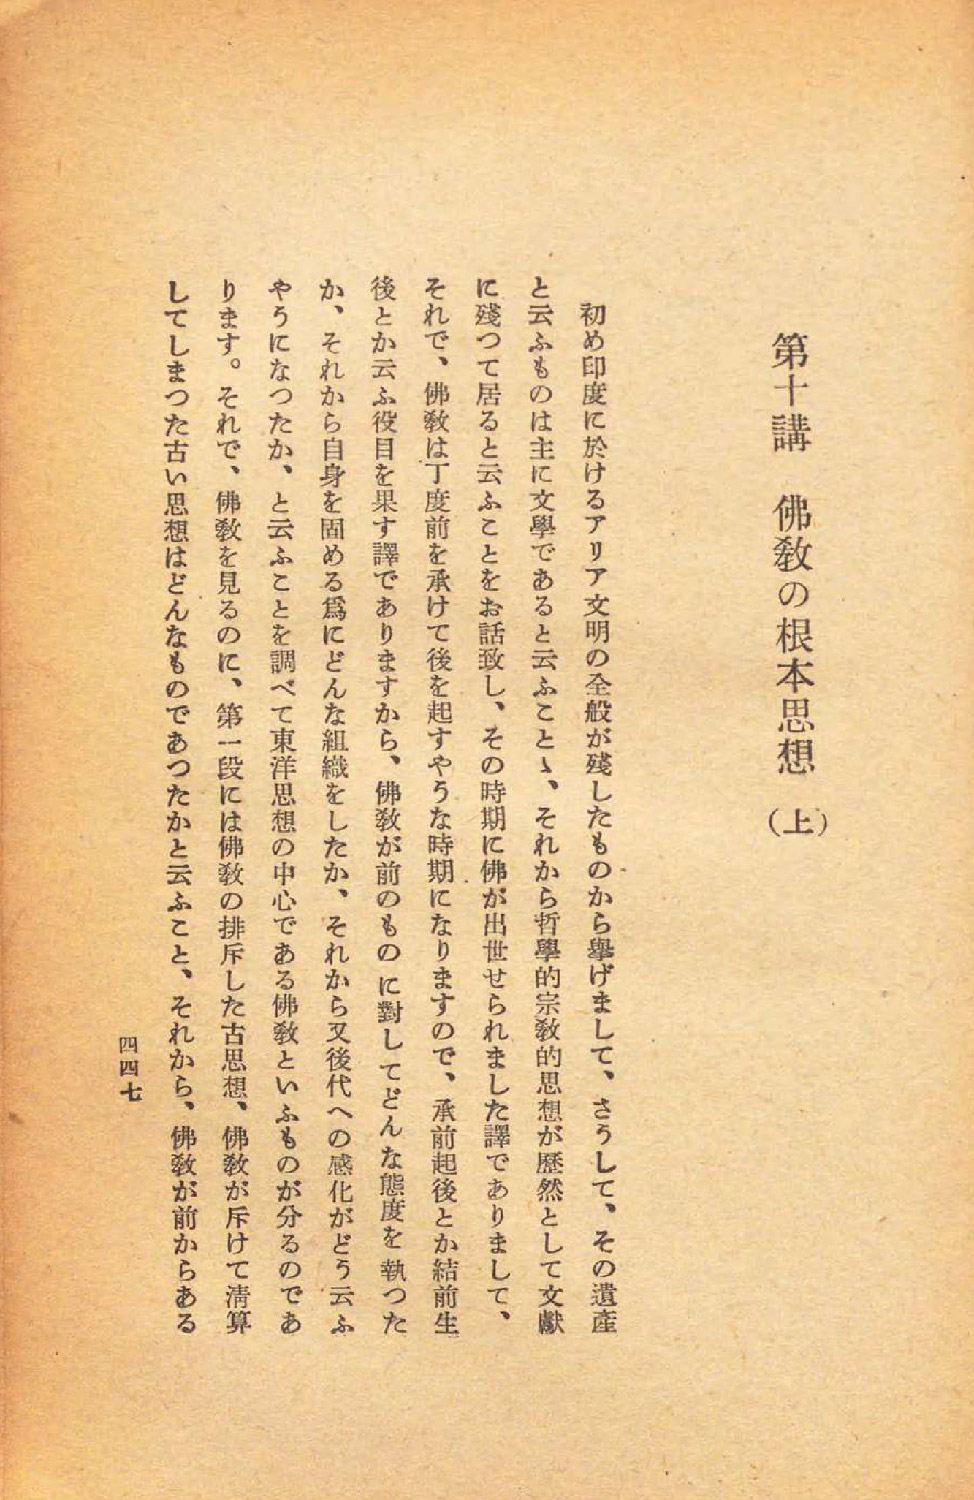 第十講　佛敎の根本思想（上）
初め印度に於けるアリア文明の全般が殘したものから擧げまして、さうして、その遺產
と云ふものは主に文學であると云ふことゝ、それから哲學的宗敎的思想が歷然として文獻
に殘つて居ると云ふことをお話致し、その時期に佛が出世せられました譯でありまして、
それで、佛敎は丁度前を承けて後を起すやうな時期になりますので、承前起後とか結前生
後とか云ふ役目を果す譯でありますから、佛敎が前のものに對してどんな態度を執つた
か、それから自身を固める爲にどんな組織をしたか、それから又後代への感化がどう云ふ
やうになつたか、と云ふことを調べて東洋思想の中心である佛敎といふものが分るのであ
ります。それで、佛敎を見るのに、第一段には佛敎の排斥した古思想、佛敎が斥けて淸算
してしまつた古い思想はどんなものであつたかと云ふこと、それから、佛敎が前からある
四四七